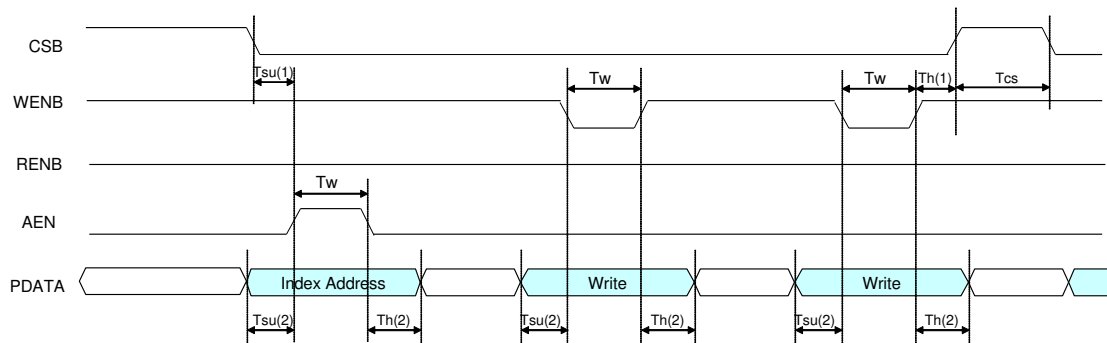 CSB
Tsu(1)
WENB Tw Tw Th(1) Tcs
RENB
Tw
AEN
PDATA Index Address Write Write
Tsu(2) Th(2) Tsu(2) Th(2) Tsu(2) Th(2)